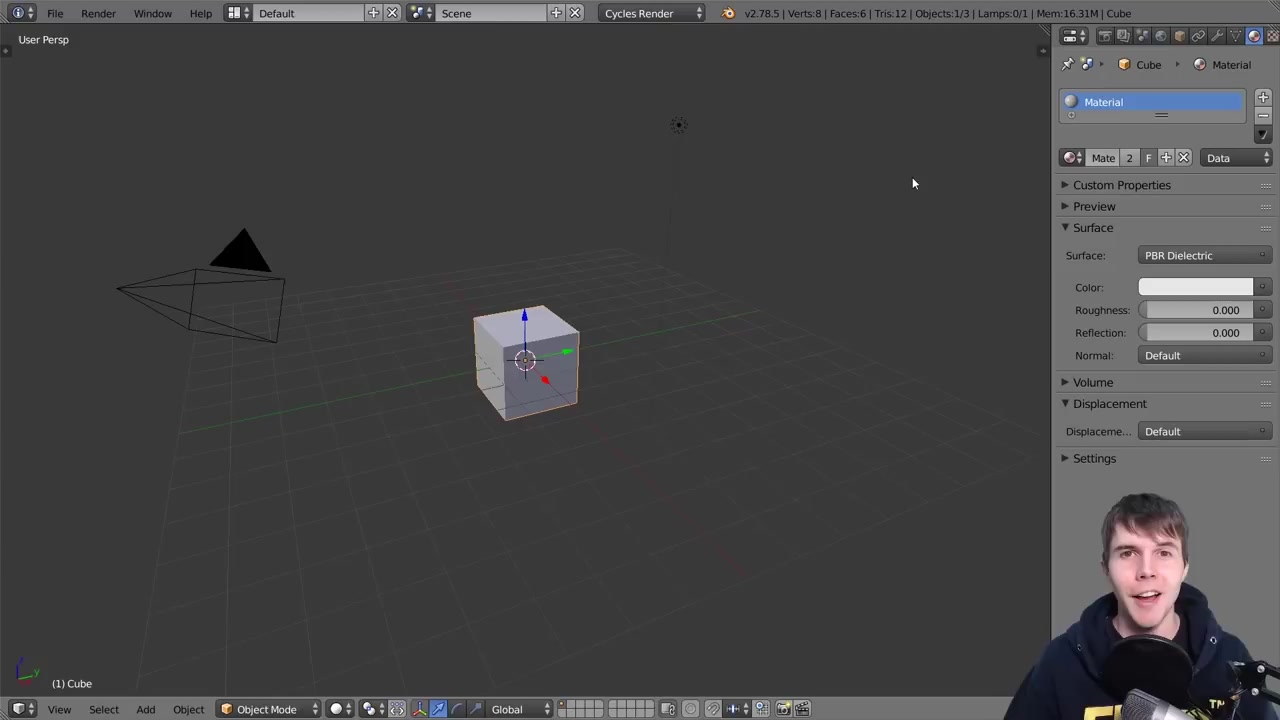 File Render Window Help Default Scene Cycles Render v2.78.5 | Verts:8 | Faces:6 | Tris:12 | Objects:1/3 | Lamps:0/1 | Mem:16.31M | Cube
User Persp
Cube Material
Material
Mate 2 F Data
Custom Properties
Preview
Surface
Surface: PBR Dielectric
Color:
Roughness: 0.000
Reflection: 0.000
Normal: Default
Volume
Displacement
Displaceme... Default
Settings
z
y
(1) Cube
View Select Add Object Object Mode Global